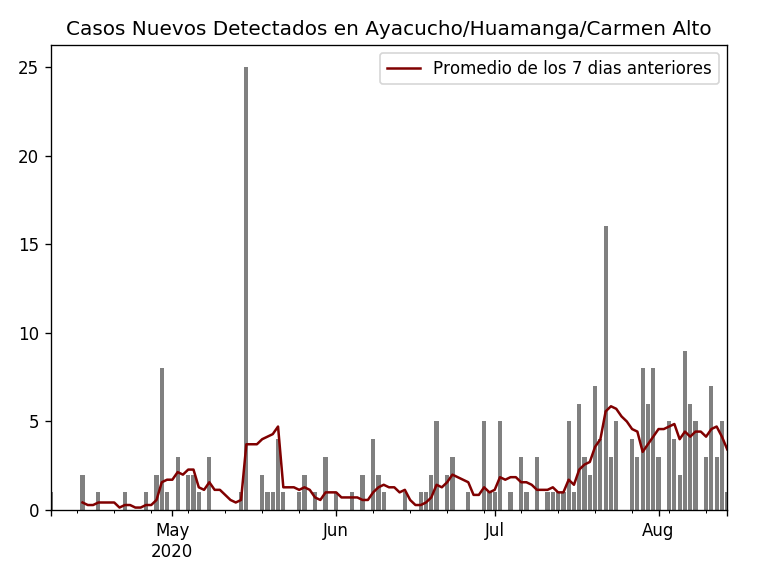 Casos Nuevos Detectados en Ayacucho/Huamanga/Carmen Alto
Promedio de los 7 dias anteriores
25
20
15
10
5
0
May
2020
Jun
Jul
Aug